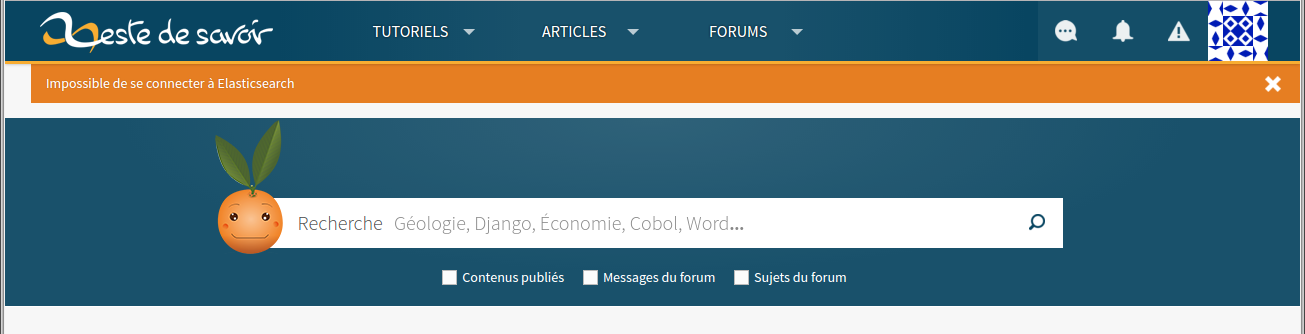 Zeste de savoir
TUTORIELS ARTICLES FORUMS
Impossible de se connecter à Elasticsearch
Recherche Géologie, Django, Économie, Cobol, Word...
Contenus publiés Messages du forum Sujets du forum